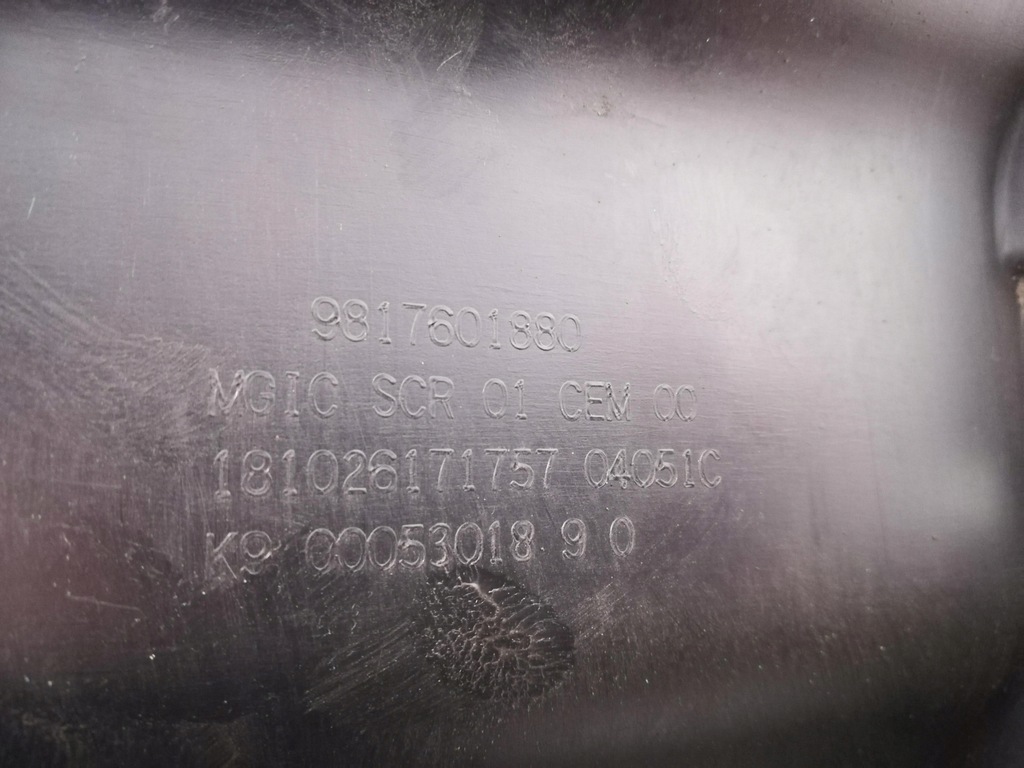 9817601880
MGIC SCR 01 CEM 00
181026171757 04051C
K9 00053018 9 0